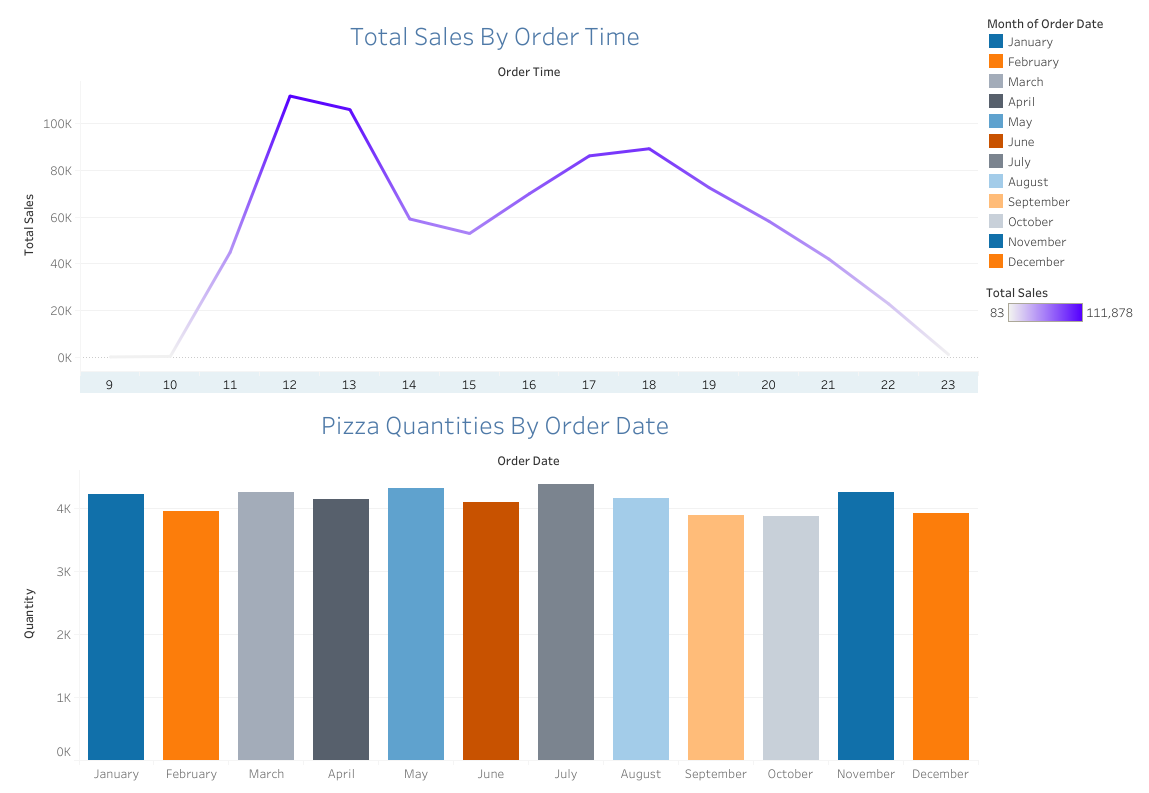 Total Sales By Order Time
Order Time
Total Sales
100K
80K
60K
40K
20K
0K
9 10 11 12 13 14 15 16 17 18 19 20 21 22 23
Month of Order Date
January
February
March
April
May
June
July
August
September
October
November
December
Total Sales
83 111,878
Pizza Quantities By Order Date
Order Date
Quantity
4K
3K
2K
1K
0K
January February March April May June July August September October November December